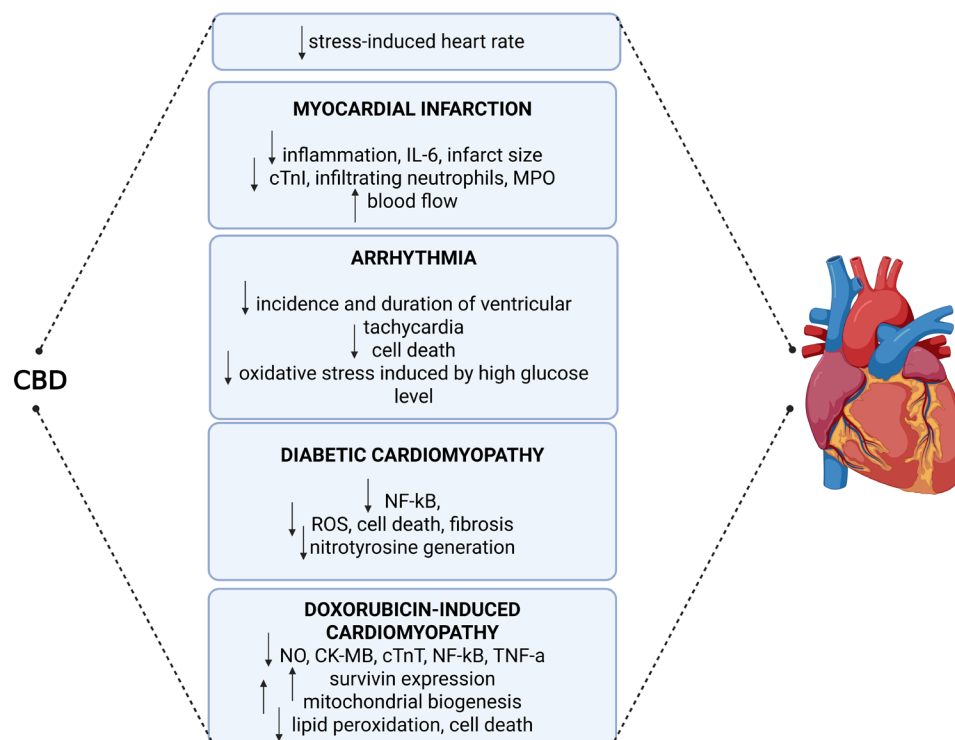 stress-induced heart rate
MYOCARDIAL INFARCTION
inflammation, IL-6, infarct size
cTnI, infiltrating neutrophils, MPO
blood flow
ARRHYTHMIA
incidence and duration of ventricular
tachycardia
cell death
oxidative stress induced by high glucose
level
CBD
DIABETIC CARDIOMYOPATHY
NF-kB,
ROS, cell death, fibrosis
nitrotyrosine generation
DOXORUBICIN-INDUCED
CARDIOMYOPATHY
NO, CK-MB, cTnT, NF-kB, TNF-a
survivin expression
mitochondrial biogenesis
lipid peroxidation, cell death